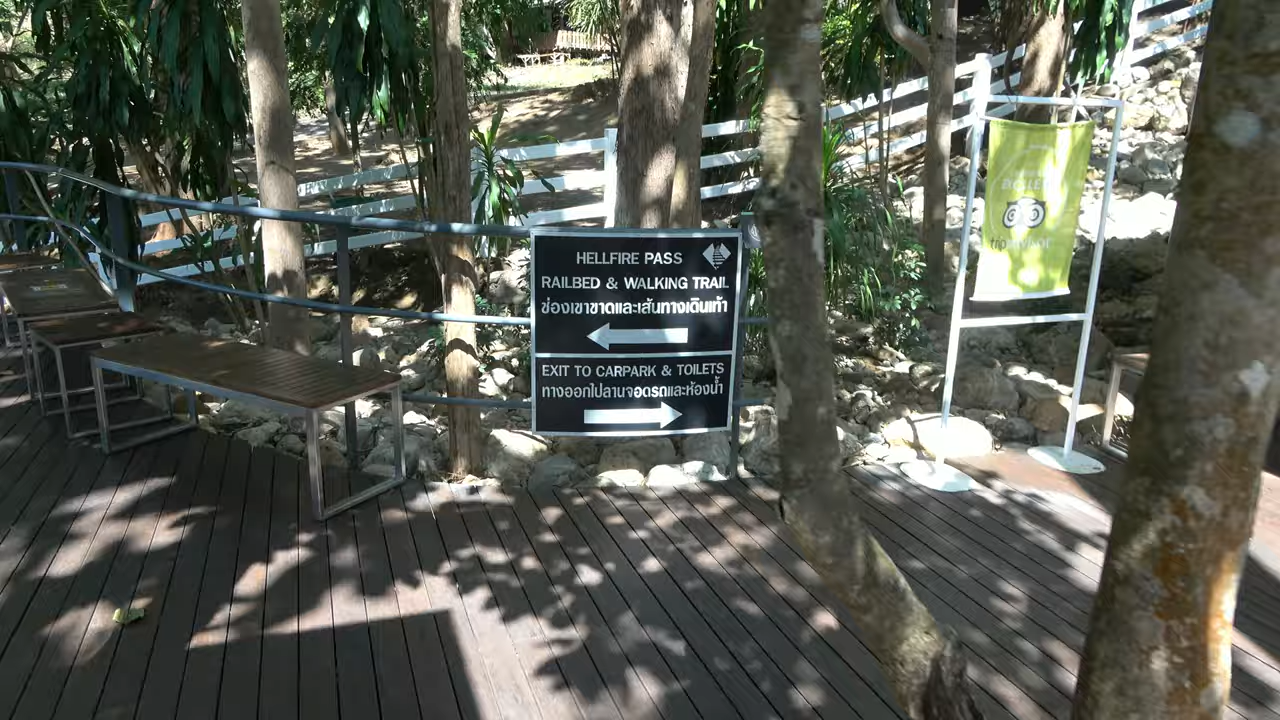 HELLFIRE PASS
RAILBED & WALKING TRAIL
ช่องเขาขาดและเส้นทางเดินเท้า
EXIT TO CARPARK & TOILETS
ทางออกไปลานจอดรถและห้องน้ำ
tripadvisor